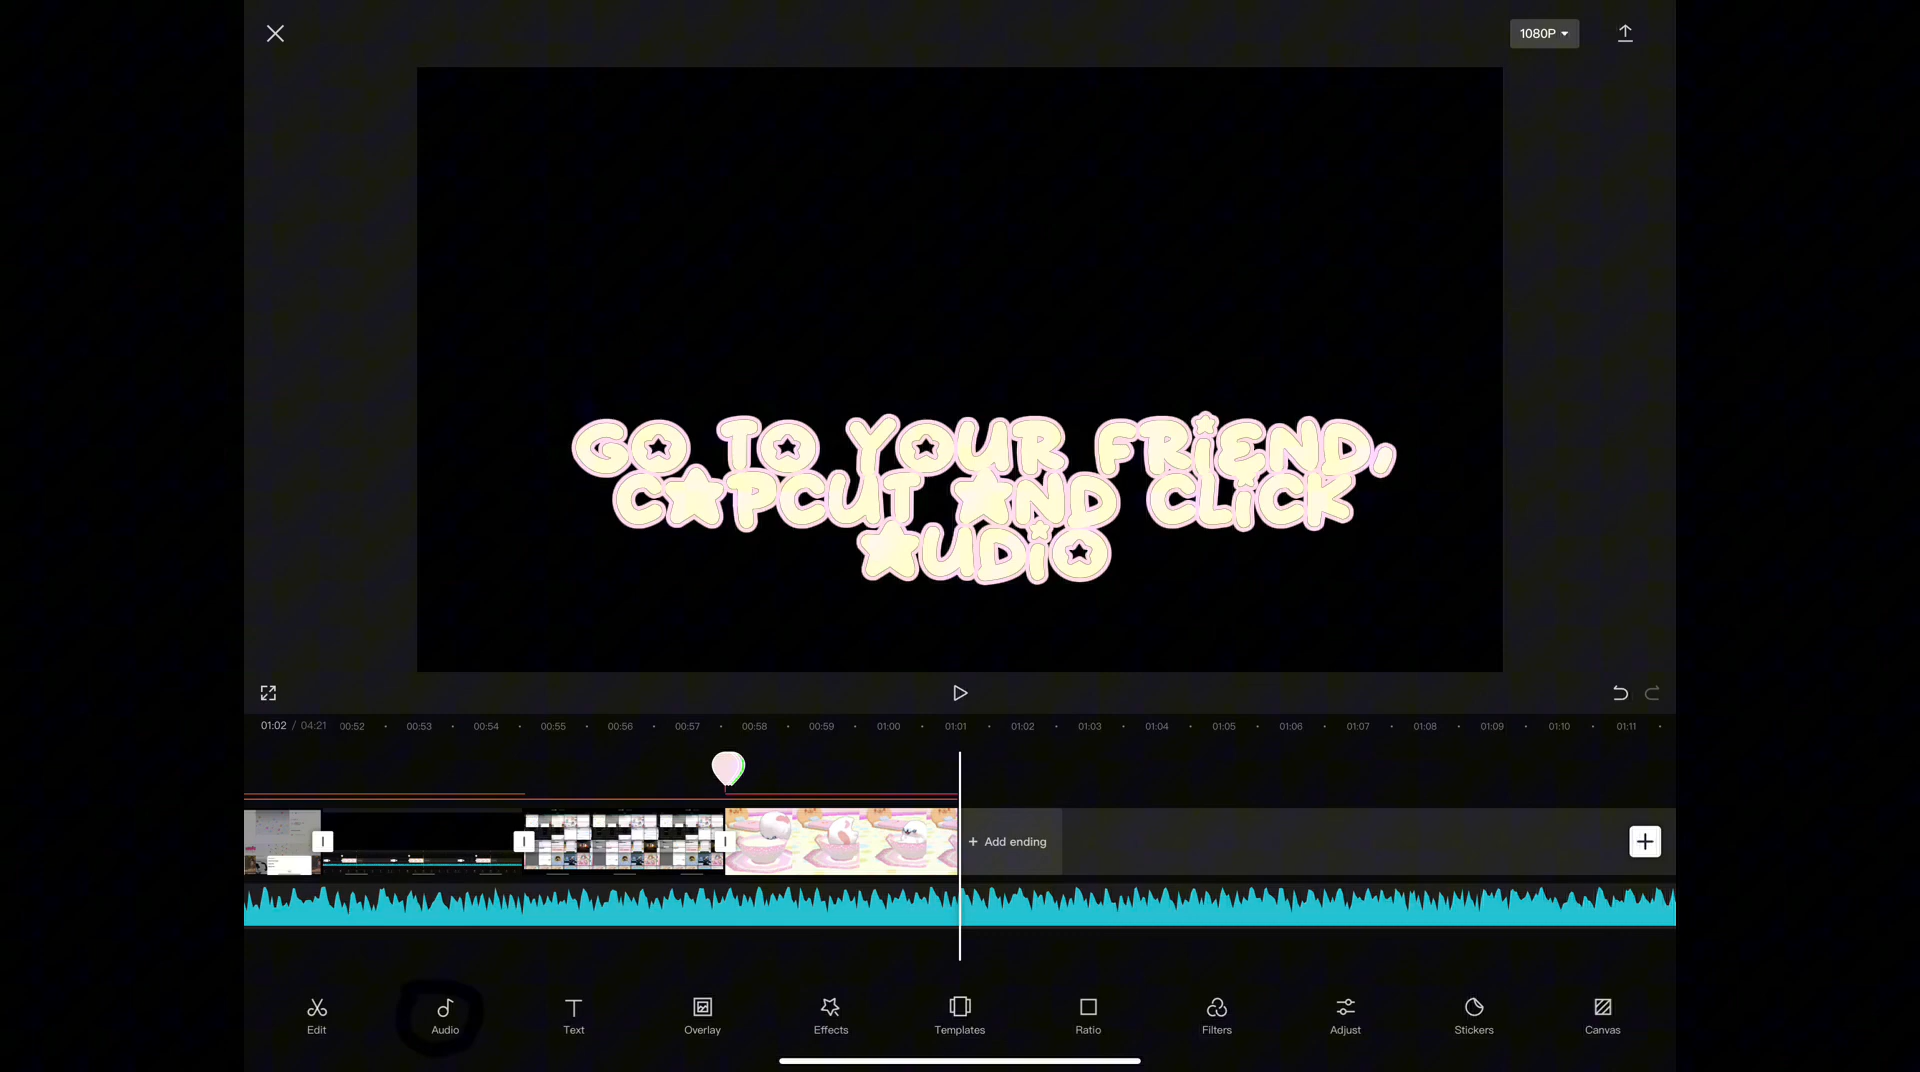 1080P
GO TO YOUR FRIEND,
CAPCUT AND CLICK
AUDIO
01:02 / 04:21 00:52 00:53 00:54 00:55 00:56 00:57 00:58 00:59 01:00 01:01 01:02 01:03 01:04 01:05 01:06 01:07 01:08 01:09 01:10 01:11
+ Add ending
Edit Audio Text Overlay Effects Templates Ratio Filters Adjust Stickers Canvas